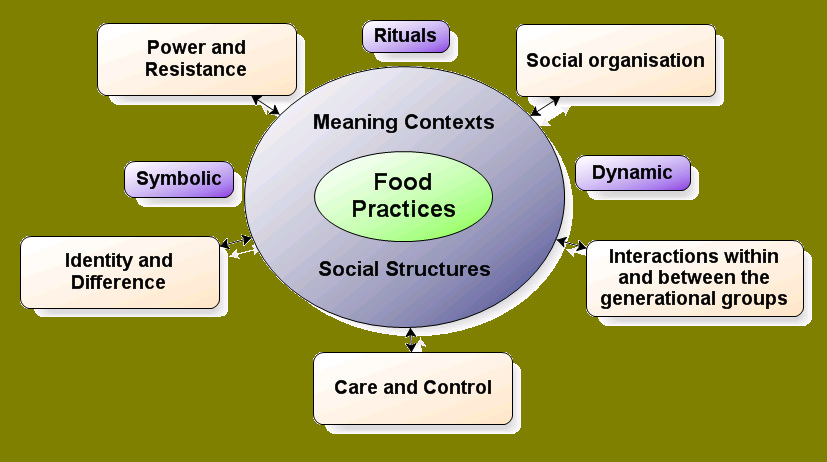 Rituals
Power and
Resistance
Social organisation
Meaning Contexts
Symbolic
Dynamic
Food
Practices
Identity and
Difference
Social Structures
Interactions within
and between the
generational groups
Care and Control